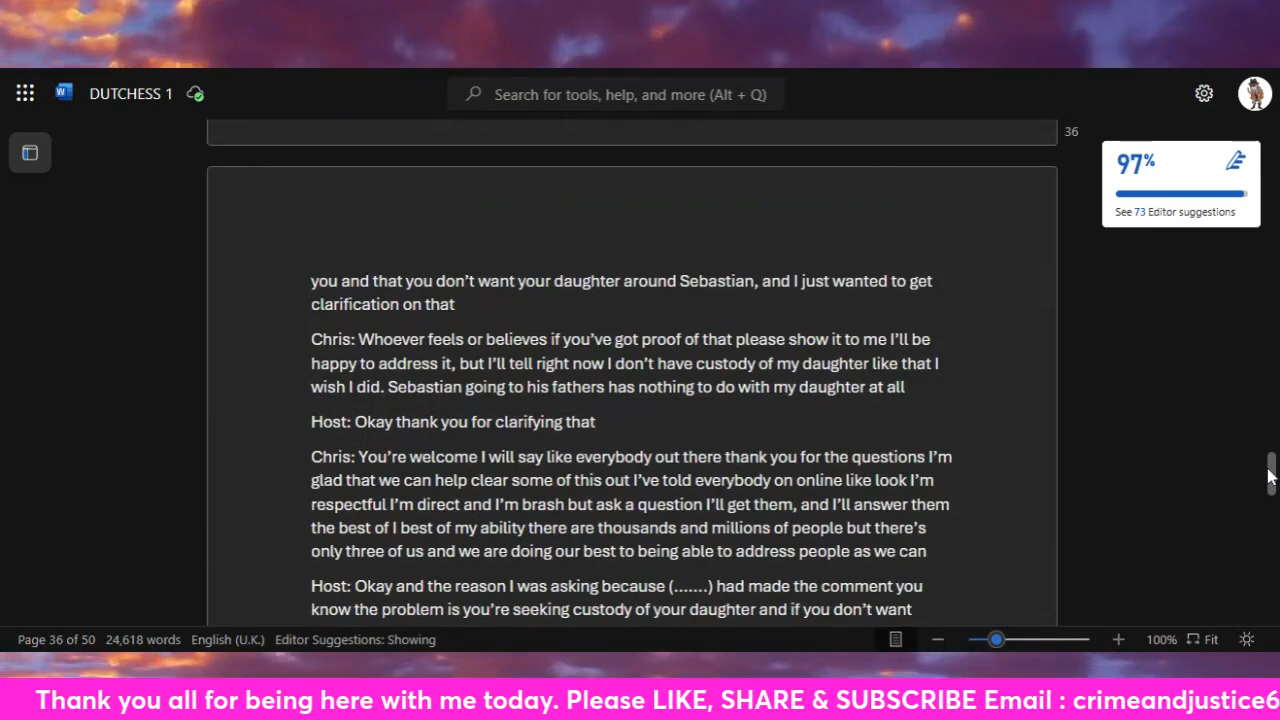 DUTCHESS 1
Search for tools, help, and more (Alt + Q)
36
97%
See 73 Editor suggestions
you and that you don’t want your daughter around Sebastian, and I just wanted to get
clarification on that
Chris: Whoever feels or believes if you’ve got proof of that please show it to me I’ll be
happy to address it, but I’ll tell right now I don’t have custody of my daughter like that I
wish I did. Sebastian going to his fathers has nothing to do with my daughter at all
Host: Okay thank you for clarifying that
Chris: You’re welcome I will say like everybody out there thank you for the questions I’m
glad that we can help clear some of this out I’ve told everybody on online like look I’m
respectful I’m direct and I’m brash but ask a question I’ll get them, and I’ll answer them
the best of I best of my ability there are thousands and millions of people but there’s
only three of us and we are doing our best to being able to address people as we can
Host: Okay and the reason I was asking because (.......) had made the comment you
know the problem is you’re seeking custody of your daughter and if you don’t want
Page 36 of 50 24,618 words English (U.K.) Editor Suggestions: Showing
100% Fit
Thank you all for being here with me today. Please LIKE, SHARE & SUBSCRIBE Email : crimeandjustice6